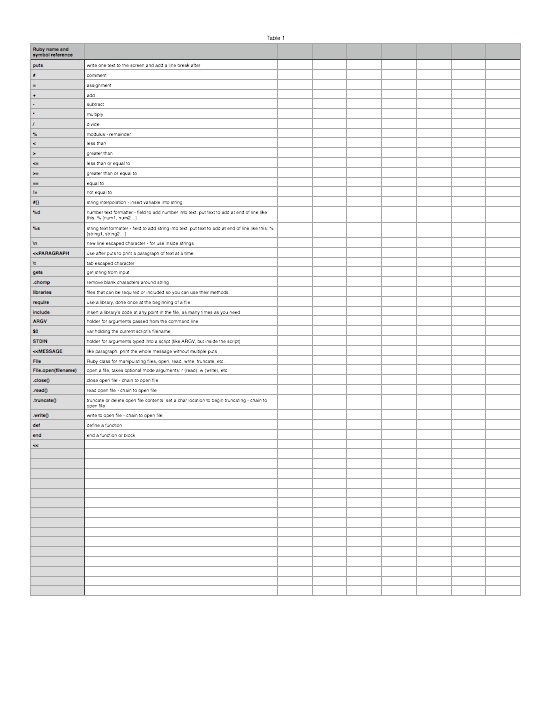 Table 1
Ruby name and
symbol reference
puts write one text to the screen and add a line break after
# comment
= assignment
+ add
- subtract
* multiply
/ divide
% modulus - remainder
< less than
> greater than
<= less than or equal to
>= greater than or equal to
== equal to
!= not equal to
#{} string interpolation - insert variable into string
%d number text formatter - field to add number into text. put text to add at end of line like
this: % [num1, num2...]
%s string text formatter - field to add string into text. put text to add at end of line like this: %
[string1, string2...]
\n new line escaped character - for use inside strings
<<PARAGRAPH use after puts to print a paragraph of text at a time
\t tab escaped character
gets get string from input
.chomp remove blank characters around string
libraries files that can be required or included so you can use their methods.
require use a library, done once at the beginning of a file
include insert a library's code at any point in the file, as many times as you need
ARGV holder for arguments passed from the command line
$0 var holding the current script's filename
STDIN holder for arguments typed into a script (like ARGV, but inside the script)
<<MESSAGE like paragraph, print the whole message without multiple puts
File Ruby class for manipulating files, open, read, write, truncate, etc.
File.open(filename) open a file, takes optional mode arguments: r (read), w (write), etc.
.close() close open file - chain to open file
.read() read open file - chain to open file
.truncate() truncate or delete open file contents, set a char location to begin truncating - chain to
open file
.write() write to open file - chain to open file
def define a function
end end a function or block
<<